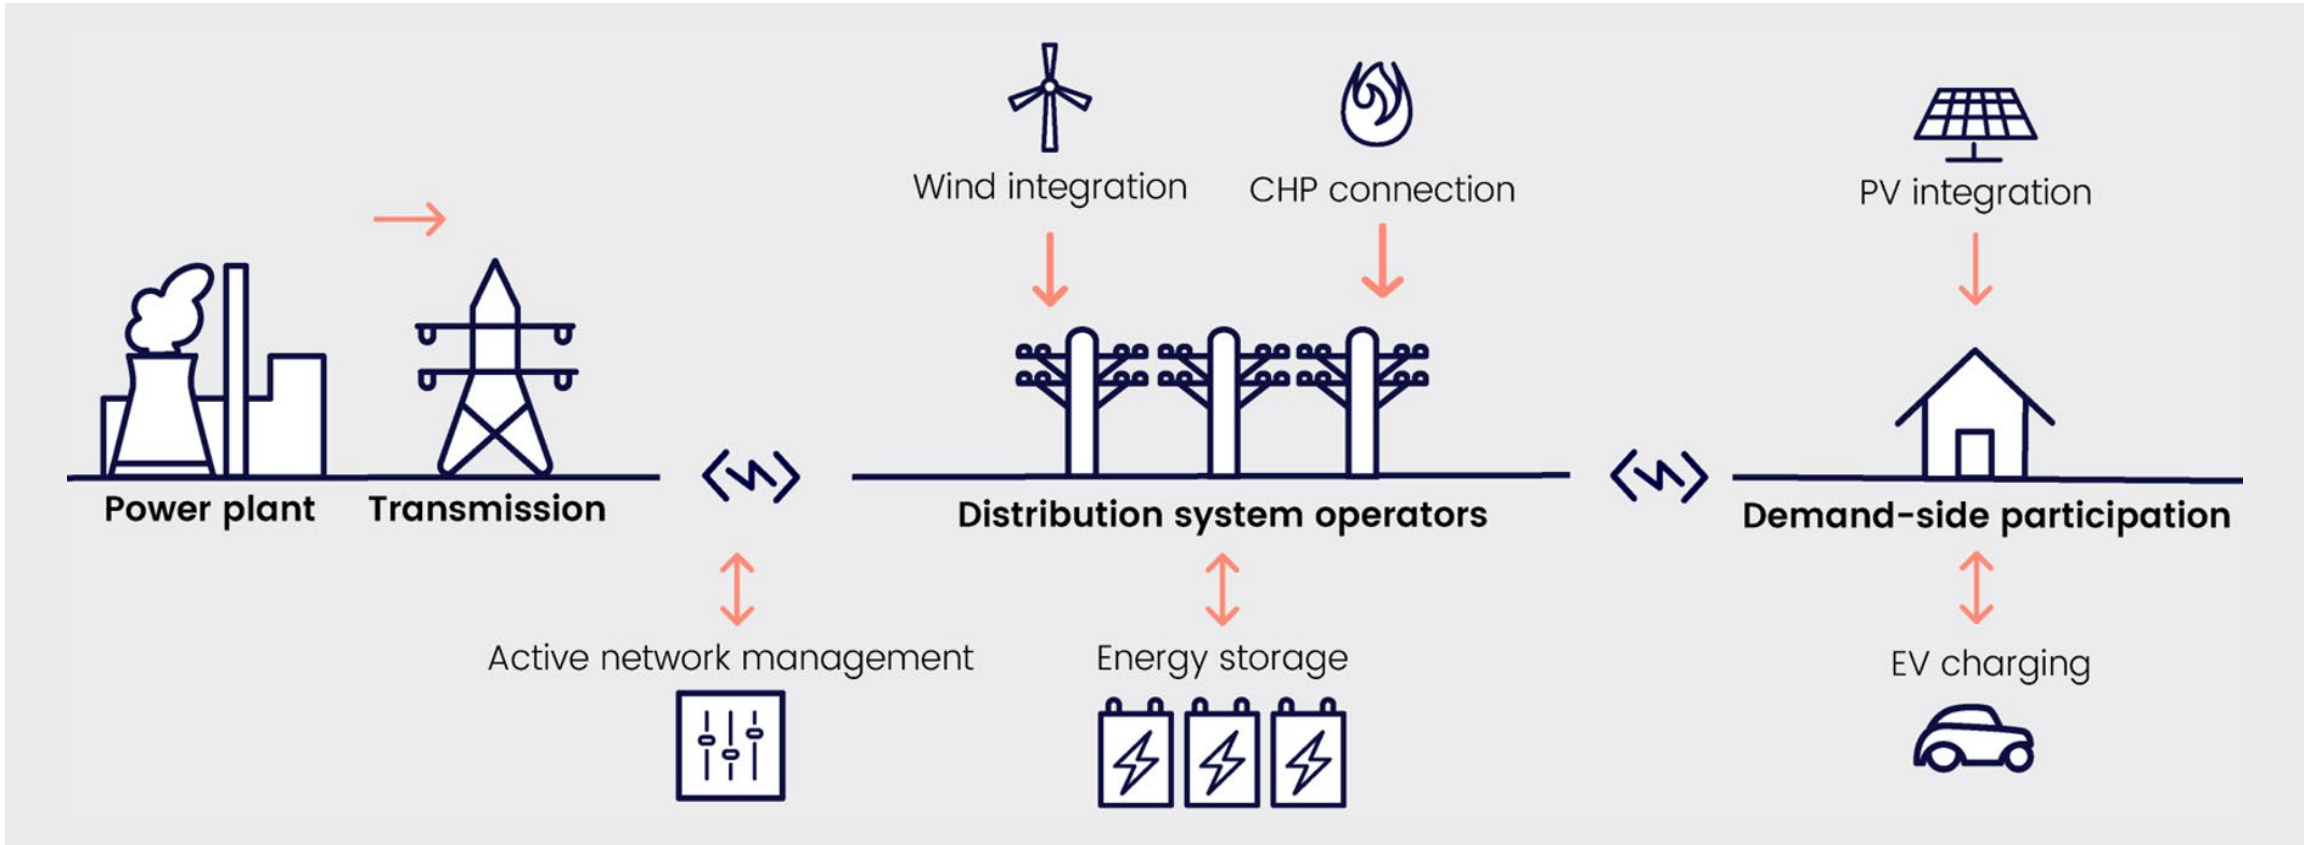 Wind integration
CHP connection
PV integration
Power plant
Transmission
Distribution system operators
Demand-side participation
Active network management
Energy storage
EV charging